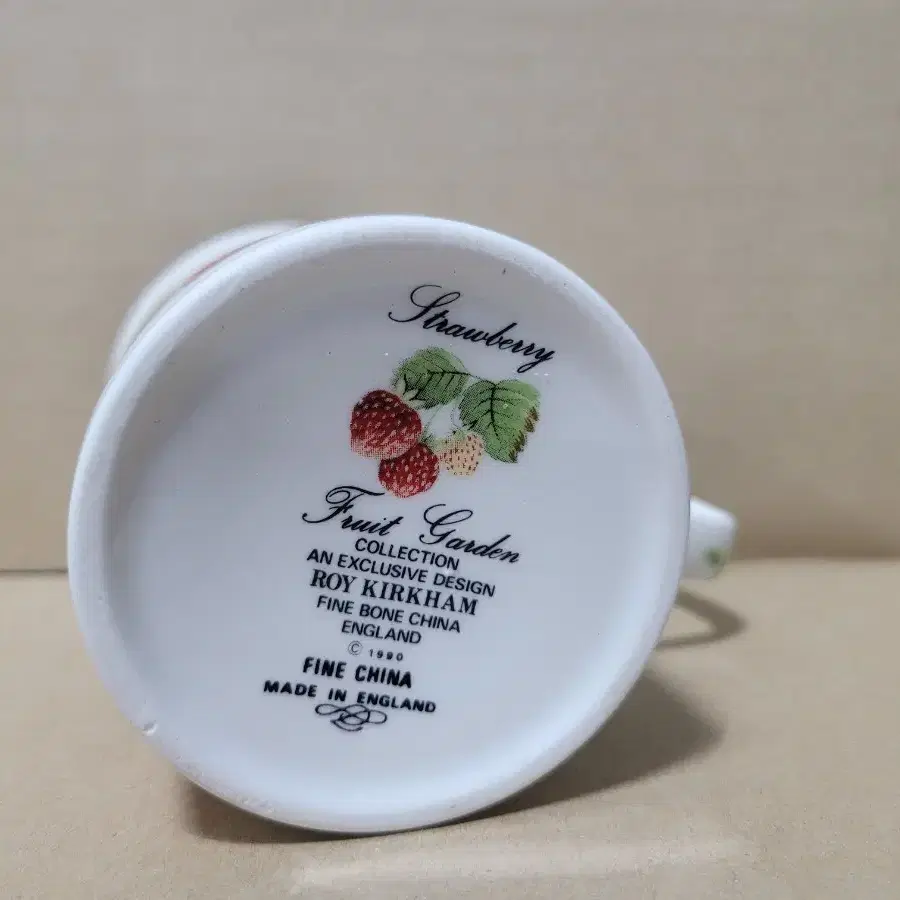 Strawberry
Fruit Garden
COLLECTION
AN EXCLUSIVE DESIGN
ROY KIRKHAM
FINE BONE CHINA
ENGLAND
© 1990
FINE CHINA
MADE IN ENGLAND